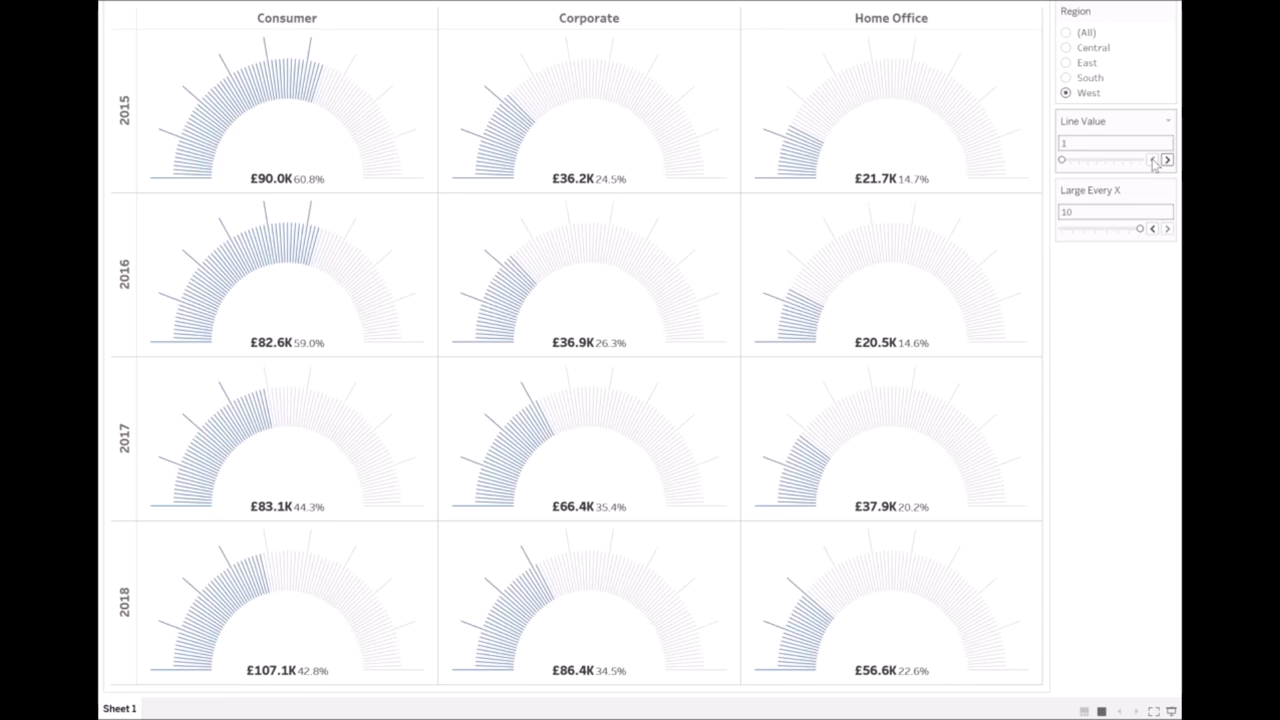 Consumer
Corporate
Home Office
2015
£90.0K 60.8%
£36.2K 24.5%
£21.7K 14.7%
2016
£82.6K 59.0%
£36.9K 26.3%
£20.5K 14.6%
2017
£83.1K 44.3%
£66.4K 35.4%
£37.9K 20.2%
2018
£107.1K 42.8%
£86.4K 34.5%
£56.6K 22.6%
Region
(All)
Central
East
South
West
Line Value
1
Large Every X
10
Sheet 1